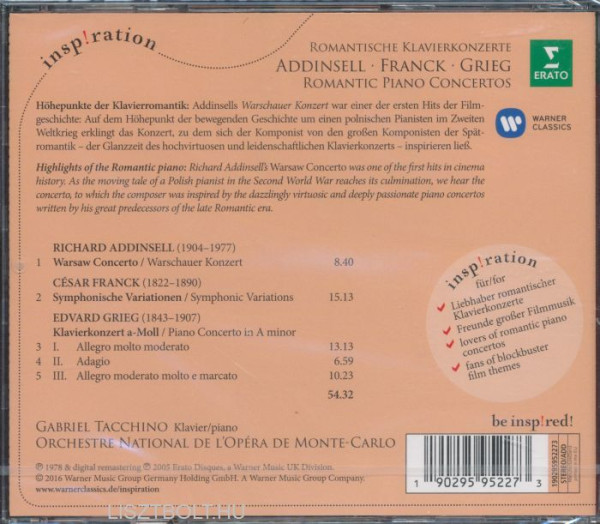 insp!ration
ROMANTISCHE KLAVIERKONZERTE
ADDINSELL · FRANCK · GRIEG
ROMANTIC PIANO CONCERTOS
ERATO
WARNER
CLASSICS
Höhepunkte der Klavierromantik: Addinsells Warschauer Konzert war einer der ersten Hits der Film-
geschichte: Auf dem Höhepunkt der bewegenden Geschichte um einen polnischen Pianisten im Zweiten
Weltkrieg erklingt das Konzert, zu dem sich der Komponist von den großen Komponisten der Spät-
romantik – der Glanzzeit des hochvirtuosen und leidenschaftlichen Klavierkonzerts – inspirieren ließ.
Highlights of the Romantic piano: Richard Addinsell's Warsaw Concerto was one of the first hits in cinema
history. As the moving tale of a Polish pianist in the Second World War reaches its culmination, we hear the
concerto, to which the composer was inspired by the dazzlingly virtuosic and deeply passionate piano concertos
written by his great predecessors of the late Romantic era.
RICHARD ADDINSELL (1904–1977)
1 Warsaw Concerto / Warschauer Konzert 8.40
CÉSAR FRANCK (1822–1890)
2 Symphonische Variationen / Symphonic Variations 15.13
EDVARD GRIEG (1843–1907)
Klavierkonzert a-Moll / Piano Concerto in A minor
3 I. Allegro molto moderato 13.13
4 II. Adagio 6.59
5 III. Allegro moderato molto e marcato 10.23
54.32
insp!ration
für/for
Liebhaber romantischer
Klavierkonzerte
Freunde großer Filmmusik
lovers of romantic piano
concertos
fans of blockbuster
film themes
GABRIEL TACCHINO Klavier/piano
ORCHESTRE NATIONAL DE L'OPÉRA DE MONTE-CARLO
be insp!red!
℗ 1978 & digital remastering ℗ 2005 Erato Disques, a Warner Music UK Division.
© 2016 Warner Music Group Germany Holding GmbH. A Warner Music Group Company.
www.warnerclassics.de/inspiration
1 90295 95227 3
190295952273
STEREO/ADD
LISZTBOLT.HU